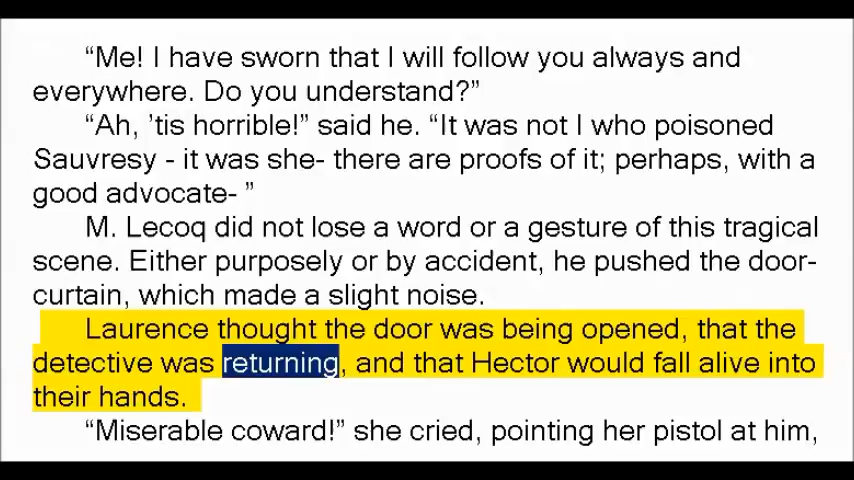 “Me! I have sworn that I will follow you always and
everywhere. Do you understand?”
“Ah, ’tis horrible!” said he. “It was not I who poisoned
Sauvresy - it was she- there are proofs of it; perhaps, with a
good advocate- ”
M. Lecoq did not lose a word or a gesture of this tragical
scene. Either purposely or by accident, he pushed the door-
curtain, which made a slight noise.
Laurence thought the door was being opened, that the
detective was returning, and that Hector would fall alive into
their hands.
“Miserable coward!” she cried, pointing her pistol at him,